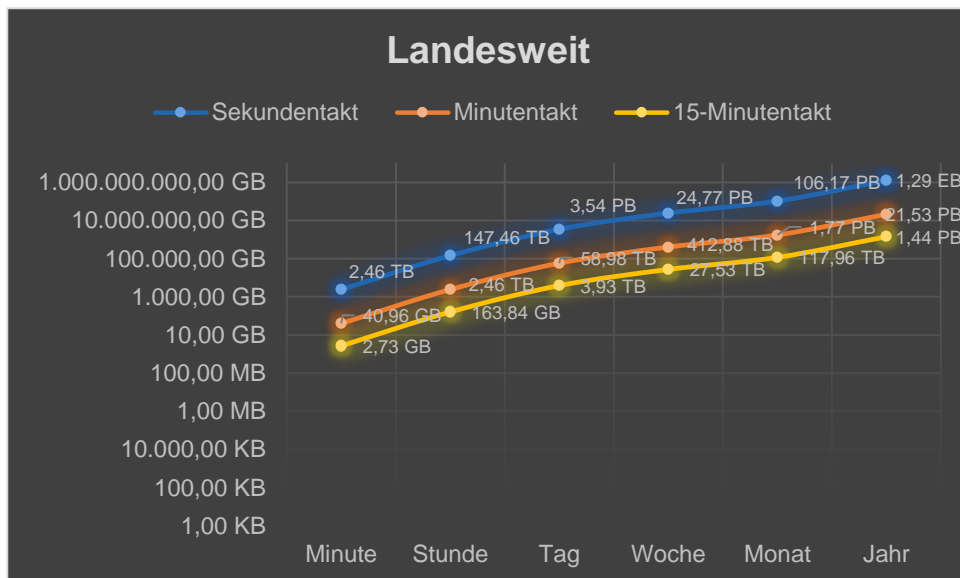 Landesweit
Sekundentakt Minutentakt 15-Minutentakt
1.000.000.000,00 GB
10.000.000,00 GB
100.000,00 GB
1.000,00 GB
10,00 GB
100,00 MB
1,00 MB
10.000,00 KB
100,00 KB
1,00 KB
2,46 TB
147,46 TB
3,54 PB
24,77 PB
106,17 PB
1,29 EB
40,96 GB
2,46 TB
58,98 TB
412,88 TB
1,77 PB
21,53 PB
2,73 GB
163,84 GB
3,93 TB
27,53 TB
117,96 TB
1,44 PB
Minute Stunde Tag Woche Monat Jahr